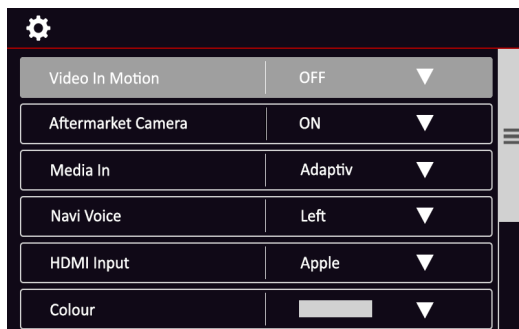 Video In Motion OFF
Aftermarket Camera ON
Media In Adaptiv
Navi Voice Left
HDMI Input Apple
Colour